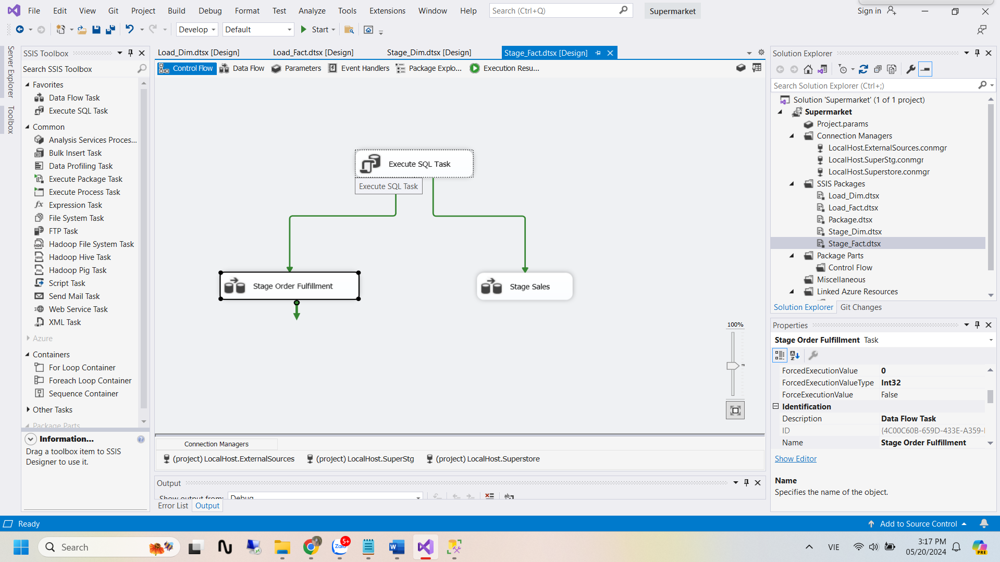 File Edit View Git Project Build Debug Format Test Analyze Tools Extensions Window Help Search (Ctrl+Q) Supermarket Sign in
Develop Default Start
Server Explorer
Toolbox
SSIS Toolbox
Search SSIS Toolbox
Favorites
Data Flow Task
Execute SQL Task
Common
Analysis Services Proces...
Bulk Insert Task
Data Profiling Task
Execute Package Task
Execute Process Task
Expression Task
File System Task
FTP Task
Hadoop File System Task
Hadoop Hive Task
Hadoop Pig Task
Script Task
Send Mail Task
Web Service Task
XML Task
Azure
Containers
For Loop Container
Foreach Loop Container
Sequence Container
Other Tasks
Package Parts
Information...
Drag a toolbox item to SSIS
Designer to use it.
Load_Dim.dtsx [Design] Load_Fact.dtsx [Design] Stage_Dim.dtsx [Design] Stage_Fact.dtsx [Design]
Control Flow Data Flow Parameters Event Handlers Package Explo... Execution Resu...
Execute SQL Task
Execute SQL Task
Stage Order Fulfillment
Stage Sales
100%
Connection Managers
(project) LocalHost.ExternalSources (project) LocalHost.SuperStg (project) LocalHost.Superstore
Output
Show output from: Debug
Error List Output
Solution Explorer
Search Solution Explorer (Ctrl+;)
Solution 'Supermarket' (1 of 1 project)
Supermarket
Project.params
Connection Managers
LocalHost.ExternalSources.conmgr
LocalHost.SuperStg.conmgr
LocalHost.Superstore.conmgr
SSIS Packages
Load_Dim.dtsx
Load_Fact.dtsx
Package.dtsx
Stage_Dim.dtsx
Stage_Fact.dtsx
Package Parts
Control Flow
Miscellaneous
Linked Azure Resources
Solution Explorer Git Changes
Properties
Stage Order Fulfillment Task
ForcedExecutionValue 0
ForcedExecutionValueType Int32
ForceExecutionValue False
Identification
Description Data Flow Task
ID {4C00C60B-659D-433E-A359-
Name Stage Order Fulfillment
Show Editor
Name
Specifies the name of the object.
Ready Add to Source Control
Search Zalo 5+ VIE 3:17 PM
05/20/2024 PRE